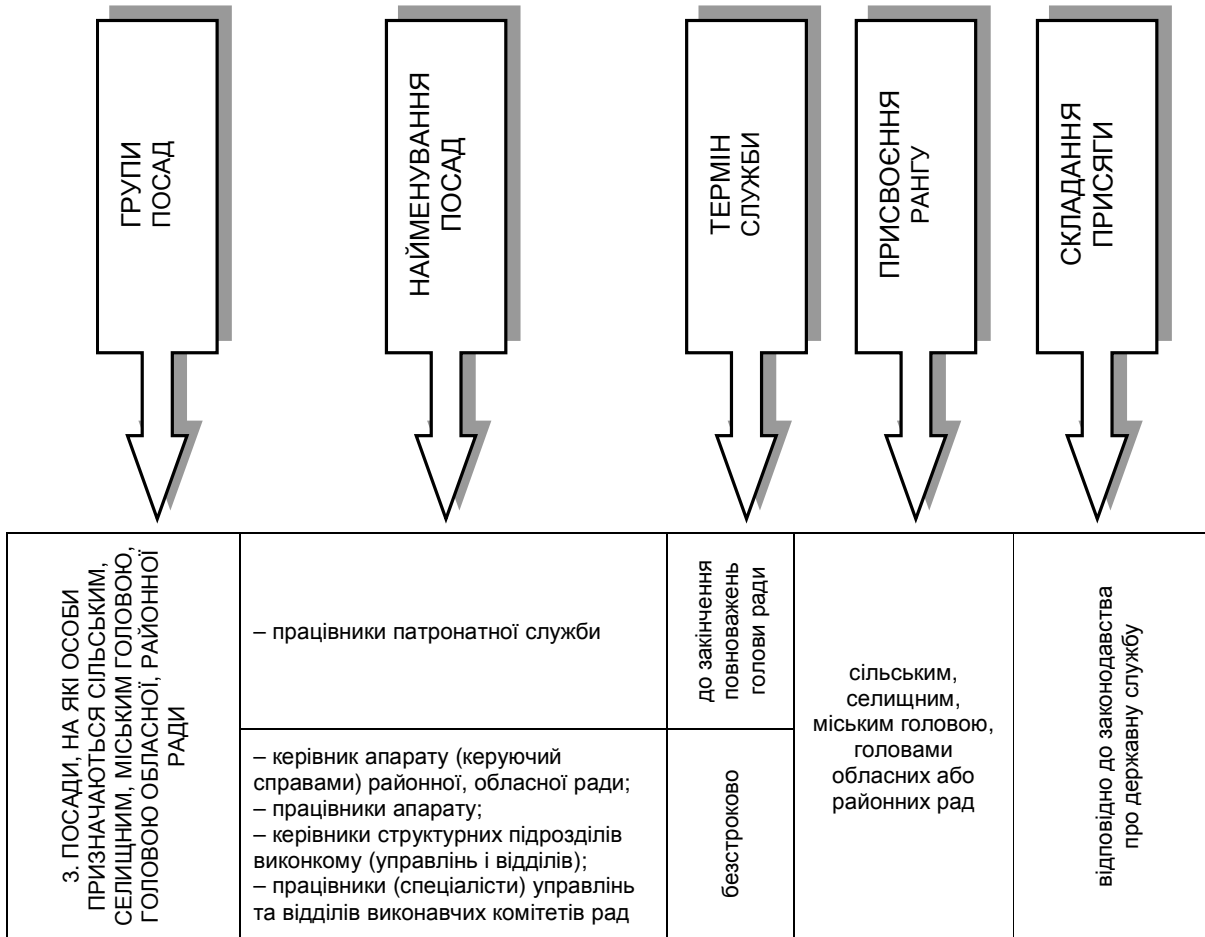 ГРУПИ
ПОСАД
НАЙМЕНУВАННЯ
ПОСАД
ТЕРМІН
СЛУЖБИ
ПРИСВОЄННЯ
РАНГУ
СКЛАДАННЯ
ПРИСЯГИ
3. ПОСАДИ, НА ЯКІ ОСОБИ
ПРИЗНАЧАЮТЬСЯ СІЛЬСЬКИМ,
СЕЛИЩНИМ, МІСЬКИМ ГОЛОВОЮ,
ГОЛОВОЮ ОБЛАСНОЇ, РАЙОННОЇ
РАДИ
– працівники патронатної служби
до закінчення
повноважень
голови ради
– керівник апарату (керуючий
справами) районної, обласної ради;
– працівники апарату;
– керівники структурних підрозділів
виконкому (управлінь і відділів);
– працівники (спеціалісти) управлінь
та відділів виконавчих комітетів рад
безстроково
сільським,
селищним,
міським головою,
головами
обласних або
районних рад
відповідно до законодавства
про державну службу